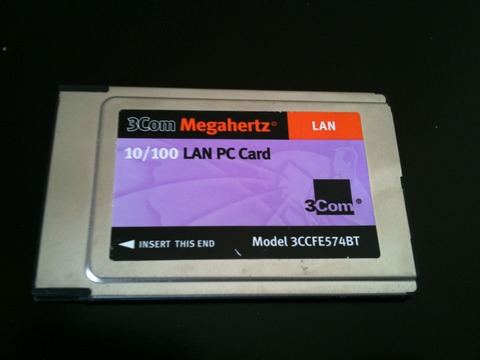 3Com Megahertz® LAN
10/100 LAN PC Card
3Com®
INSERT THIS END Model 3CCFE574BT